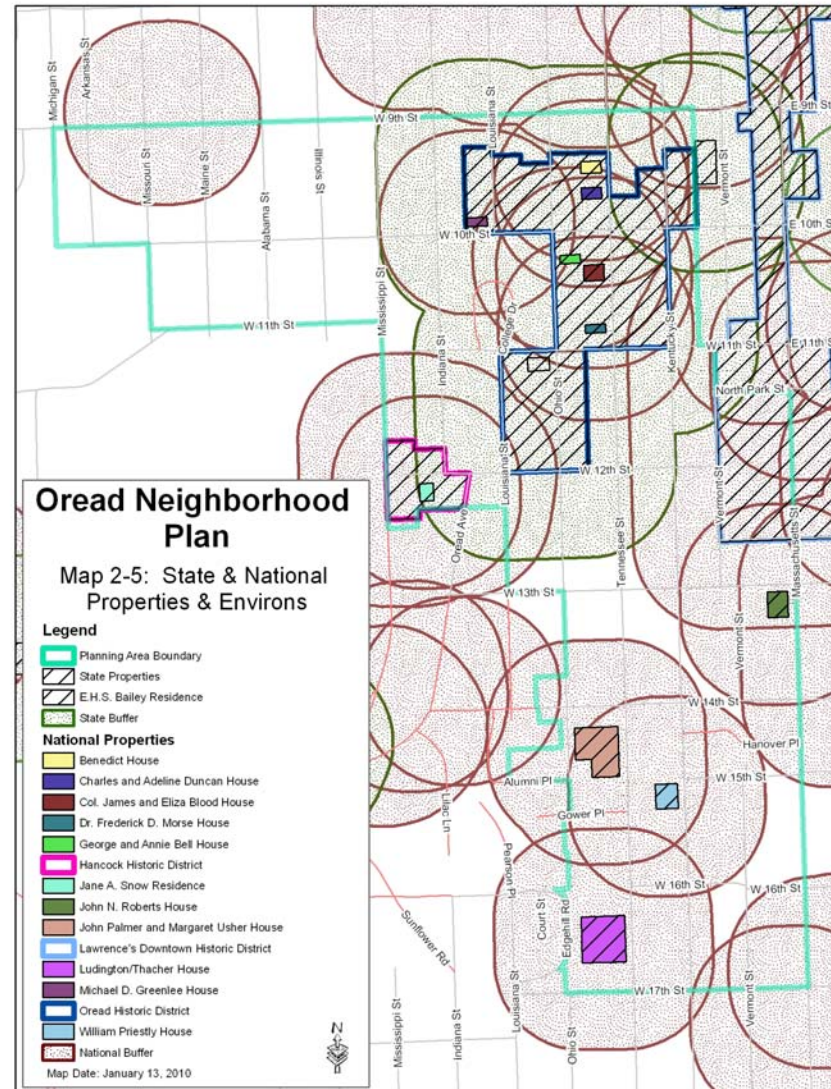 Michigan St
Arkansas St
Missouri St
Maine St
Alabama St
Illinois St
W 9th St
Louisiana St
Vermont St
E 9th St
W 10th St
E 10th St
Mississippi St
W 11th St
Indiana St
College Dr
Ohio St
Kentucky St
W 11th St
E 11th St
North Park St
Louisiana St
W 12th St
Vermont St
Massachusetts St
Oread Ave
Tennessee St
W 13th St
Vermont St
W 14th St
Hanover Pl
Alumni Pl
W 15th St
Gower Pl
Lilac Ln
Pearson Pl
W 16th St
W 16th St
Court St
Edgehill Rd
Sunflower Rd
Louisiana St
W 17th St
Vermont St
Mississippi St
Indiana St
Ohio St
Oread Neighborhood
Plan
Map 2-5: State & National
Properties & Environs
Legend
Planning Area Boundary
State Properties
E.H.S. Bailey Residence
State Buffer
National Properties
Benedict House
Charles and Adeline Duncan House
Col. James and Eliza Blood House
Dr. Frederick D. Morse House
George and Annie Bell House
Hancock Historic District
Jane A. Snow Residence
John N. Roberts House
John Palmer and Margaret Usher House
Lawrence's Downtown Historic District
Ludington/Thacher House
Michael D. Greenlee House
Oread Historic District
William Priestly House
National Buffer
Map Date: January 13, 2010
N